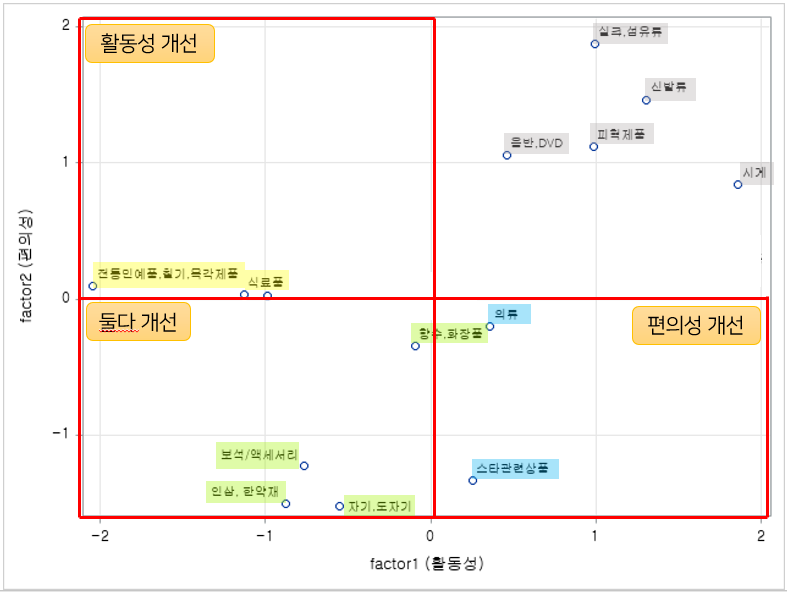 2
활동성 개선
실크,섬유류
신발류
음반,DVD
피혁제품
1
시계
factor2 (편의성)
전통민예품,칠기,목각제품
식료품
0
둘다 개선
의류
편의성 개선
향수,화장품
-1
보석/액세서리
스타관련상품
인삼, 한약재
자기,도자기
-2
-1
0
1
2
factor1 (활동성)